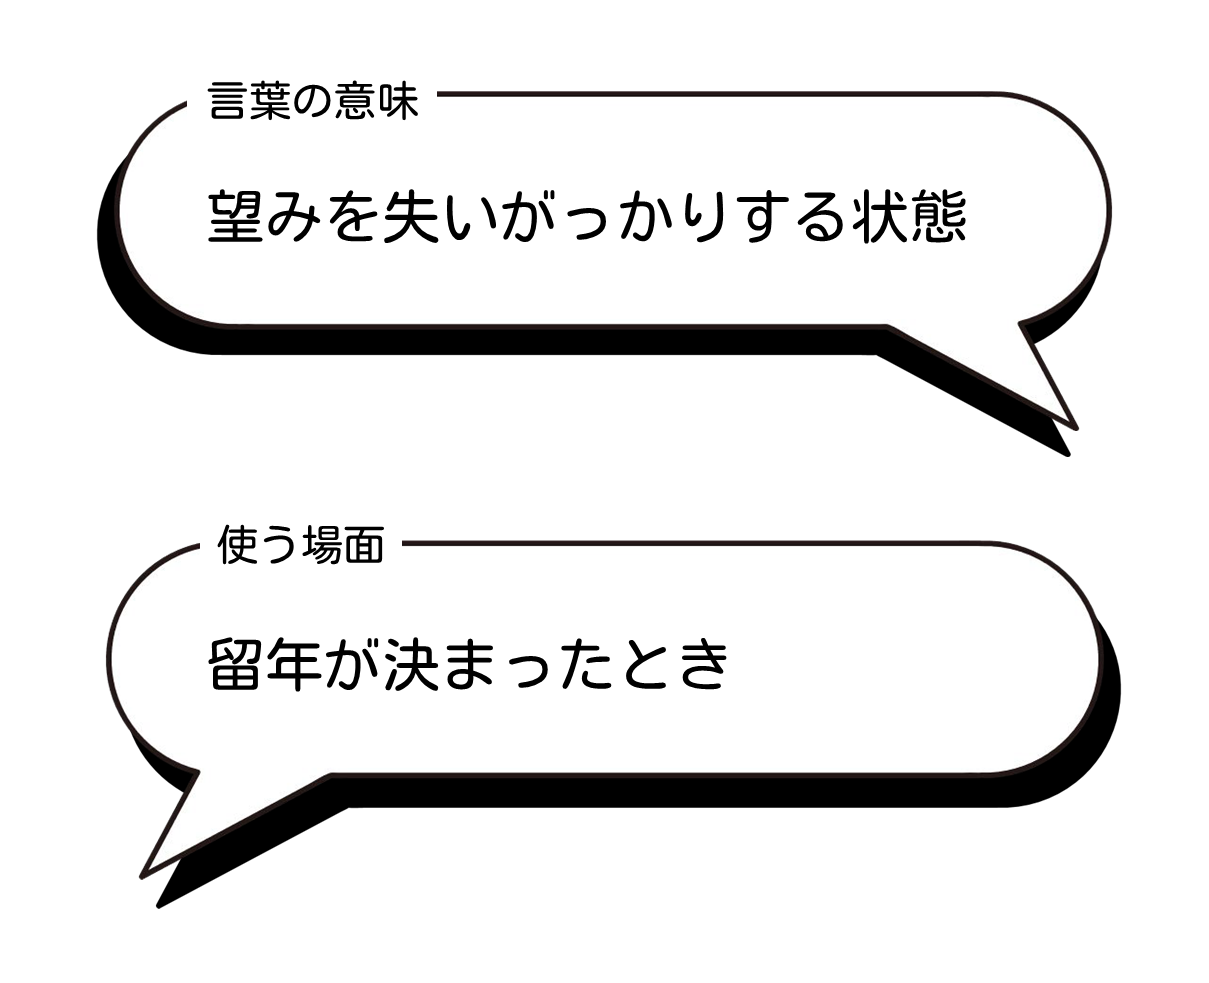 言葉の意味
望みを失いがっかりする状態
使う場面
留年が決まったとき